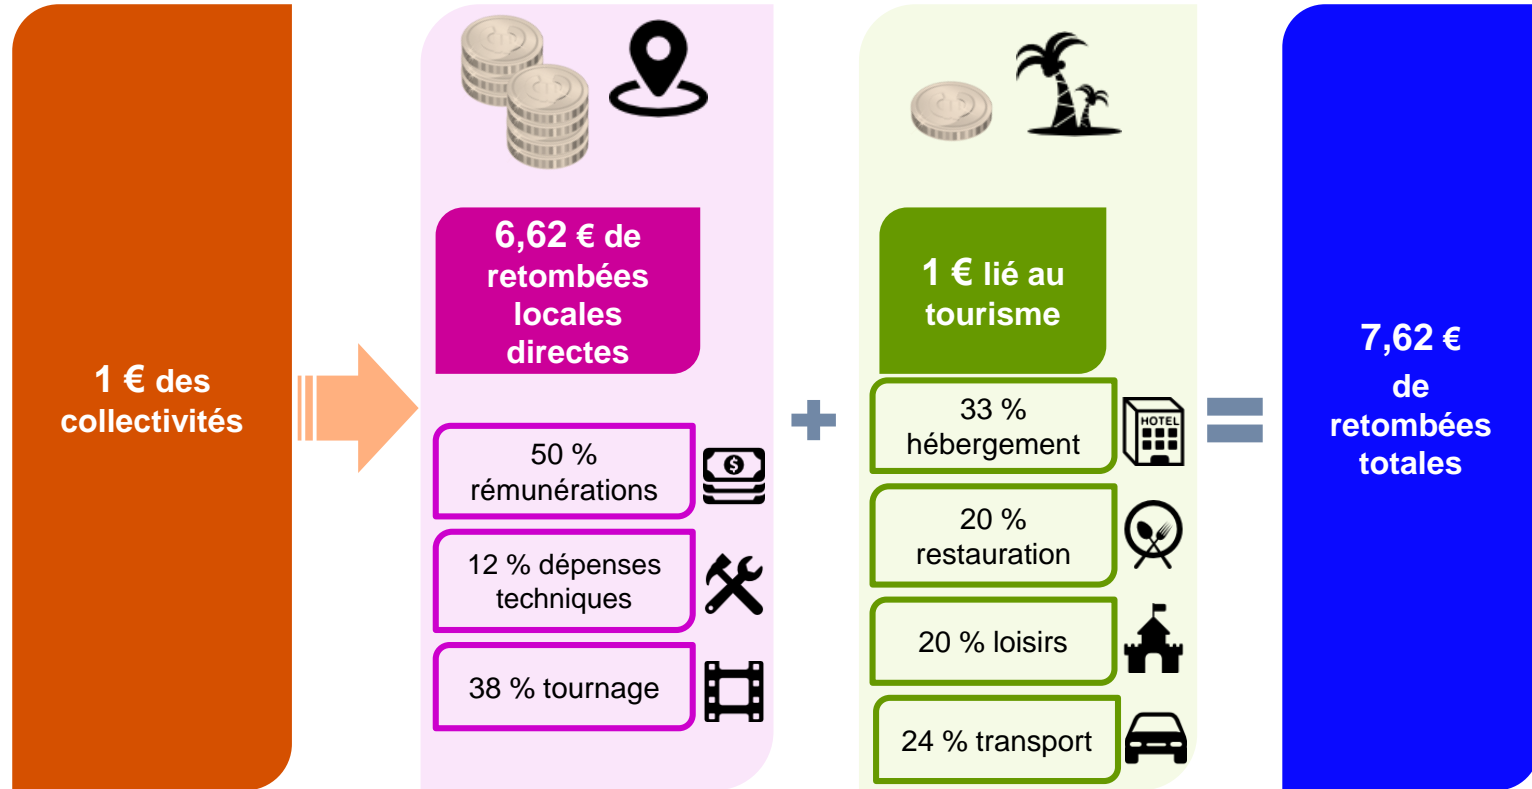 1 € des
collectivités
6,62 € de
retombées
locales
directes
50 %
rémunérations
12 % dépenses
techniques
38 % tournage
1 € lié au
tourisme
33 %
hébergement
HOTEL
20 %
restauration
20 % loisirs
24 % transport
7,62 €
de
retombées
totales